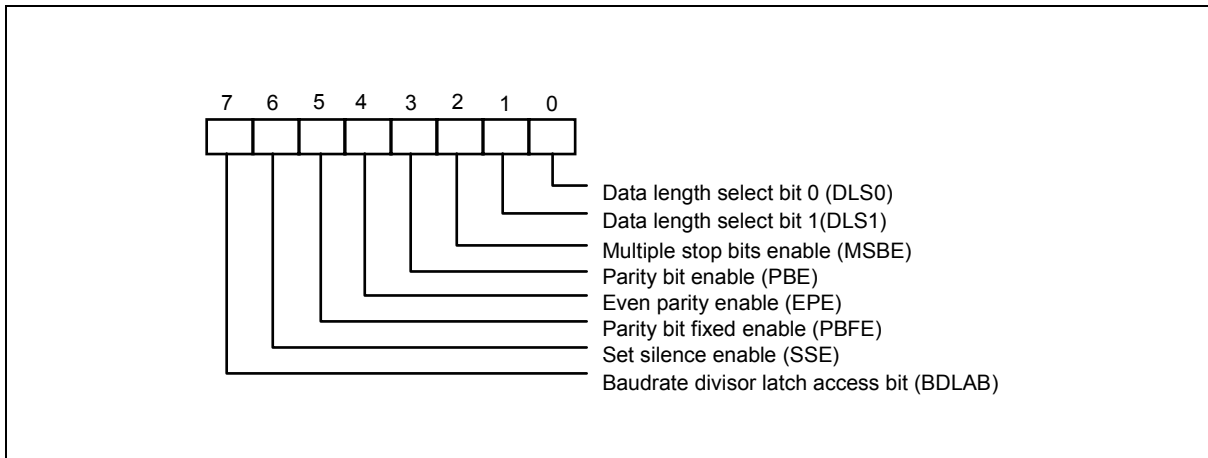 7 6 5 4 3 2 1 0
Data length select bit 0 (DLS0)
Data length select bit 1(DLS1)
Multiple stop bits enable (MSBE)
Parity bit enable (PBE)
Even parity enable (EPE)
Parity bit fixed enable (PBFE)
Set silence enable (SSE)
Baudrate divisor latch access bit (BDLAB)